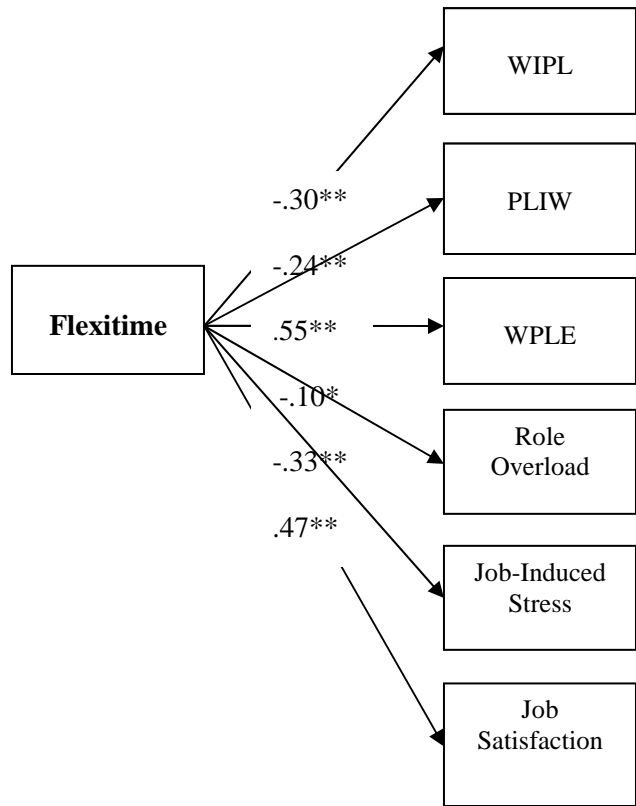 WIPL
-.30**
PLIW
-.24**
Flexitime
.55**
WPLE
-.10*
Role
Overload
-.33**
.47**
Job-Induced
Stress
Job
Satisfaction